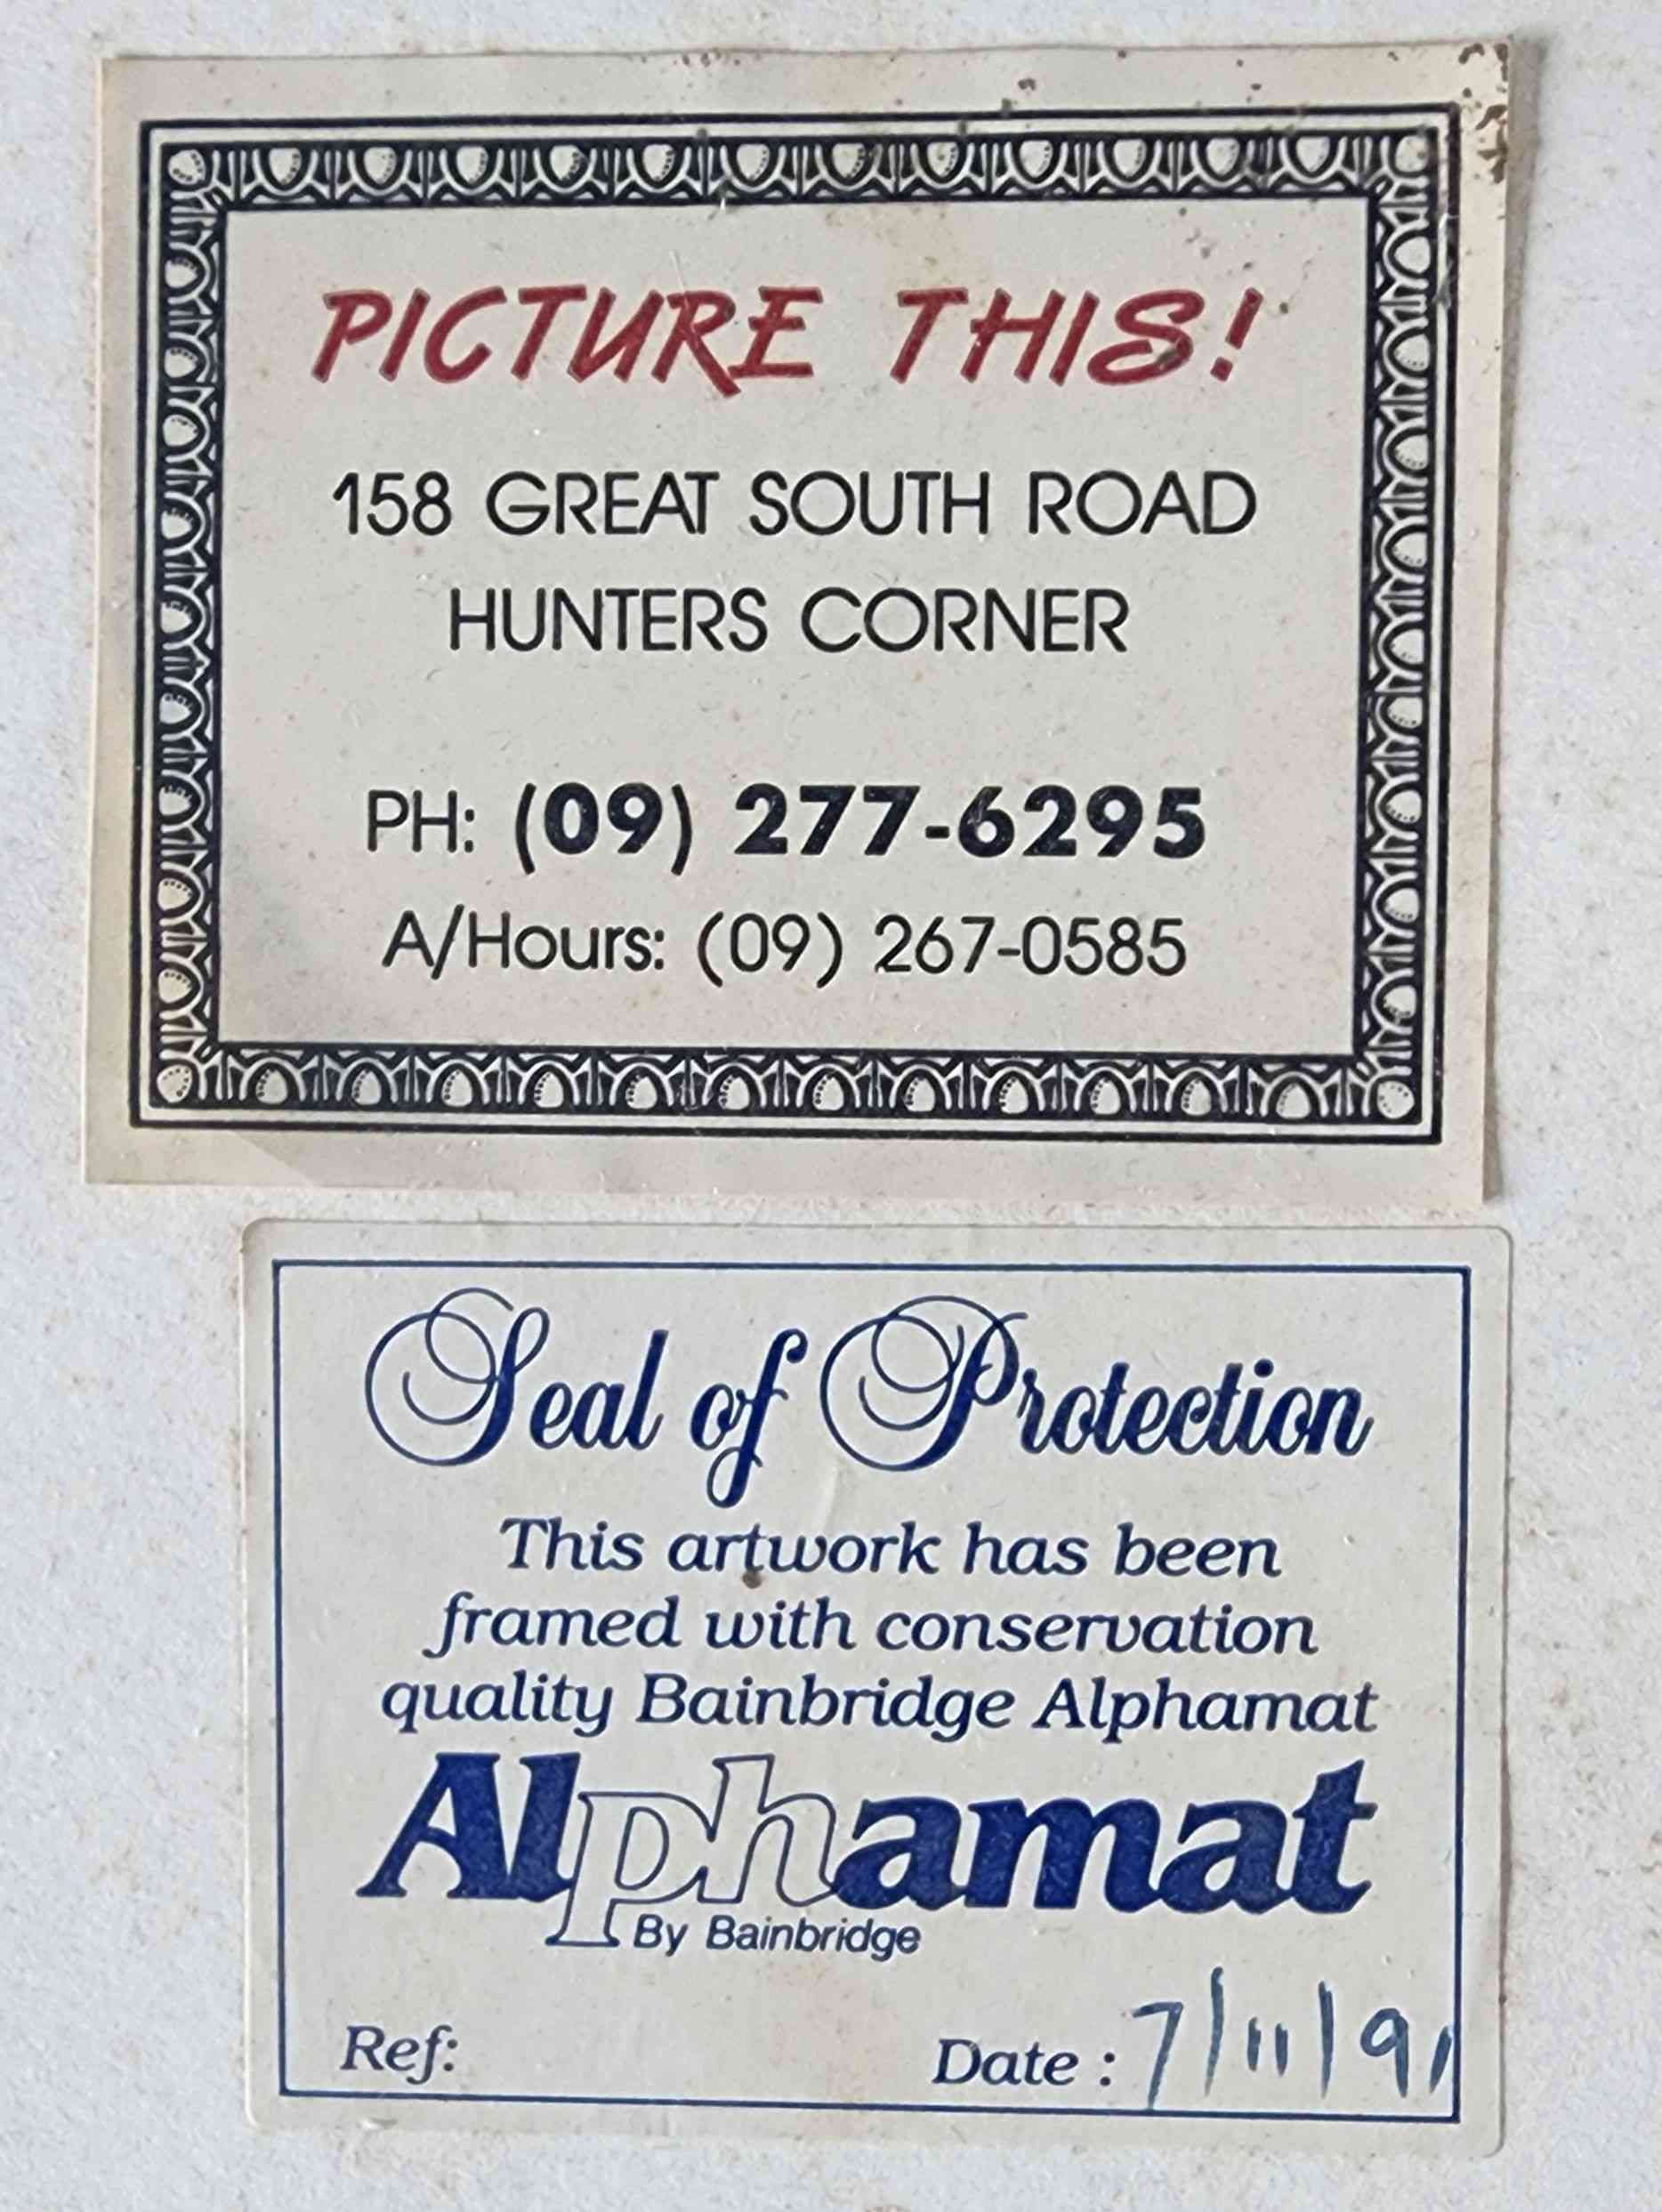 PICTURE THIS!
158 GREAT SOUTH ROAD
HUNTERS CORNER
PH: (09) 277-6295
A/Hours: (09) 267-0585
Seal of Protection
This artwork has been
framed with conservation
quality Bainbridge Alphamat
Alphamat
By Bainbridge
Ref:
Date : 7/11/91